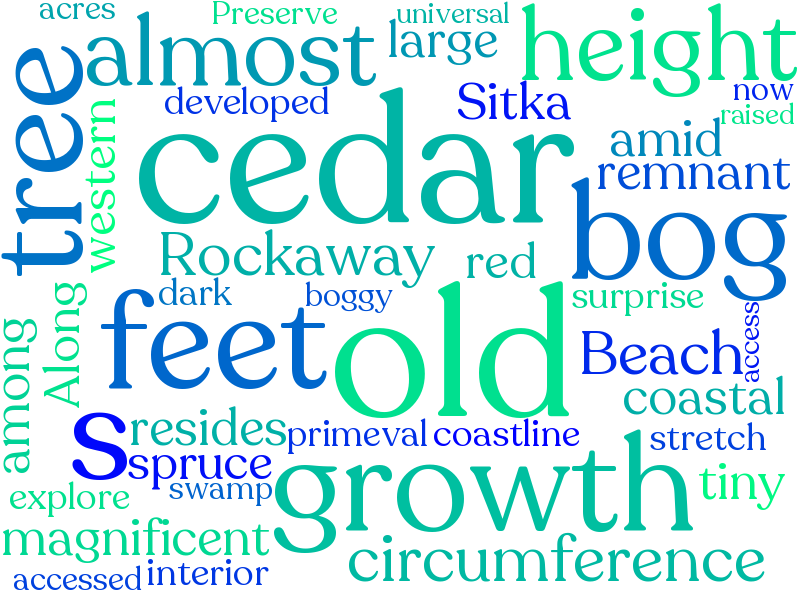 acres
Preserve
universal
almost
large
height
tree
developed
Sitka
now
raised
western
cedar
amid
remnant
bog
Rockaway
red
dark
boggy
surprise
Along
feet
old
access
Beach
among
coastal
s
resides
primeval
coastline
stretch
spruce
growth
tiny
explore
swamp
magnificent
circumference
accessed
interior